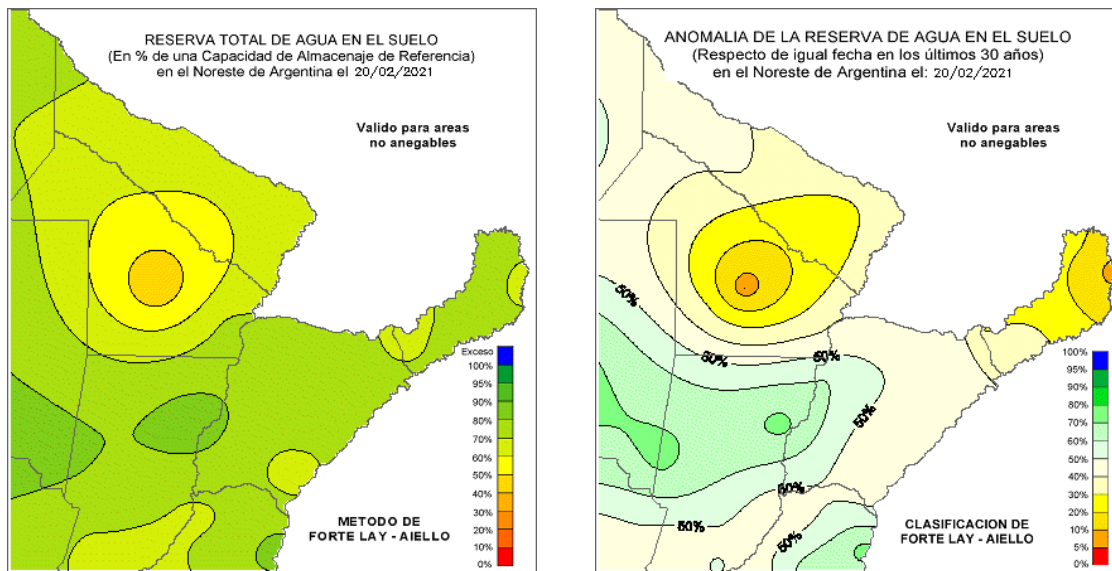 RESERVA TOTAL DE AGUA EN EL SUELO
(En % de una Capacidad de Almacenaje de Referencia)
en el Noreste de Argentina el 20/02/2021
Valido para areas
no anegables
Exceso
100%
95%
90%
80%
70%
60%
50%
40%
30%
20%
10%
0%
METODO DE
FORTE LAY - AIELLO
ANOMALIA DE LA RESERVA DE AGUA EN EL SUELO
(Respecto de igual fecha en los últimos 30 años)
en el Noreste de Argentina el: 20/02/2021
Valido para areas
no anegables
50%
50%
50%
50%
50%
50%
50%
100%
95%
90%
80%
70%
60%
50%
40%
30%
20%
10%
5%
0%
CLASIFICACION DE
FORTE LAY - AIELLO